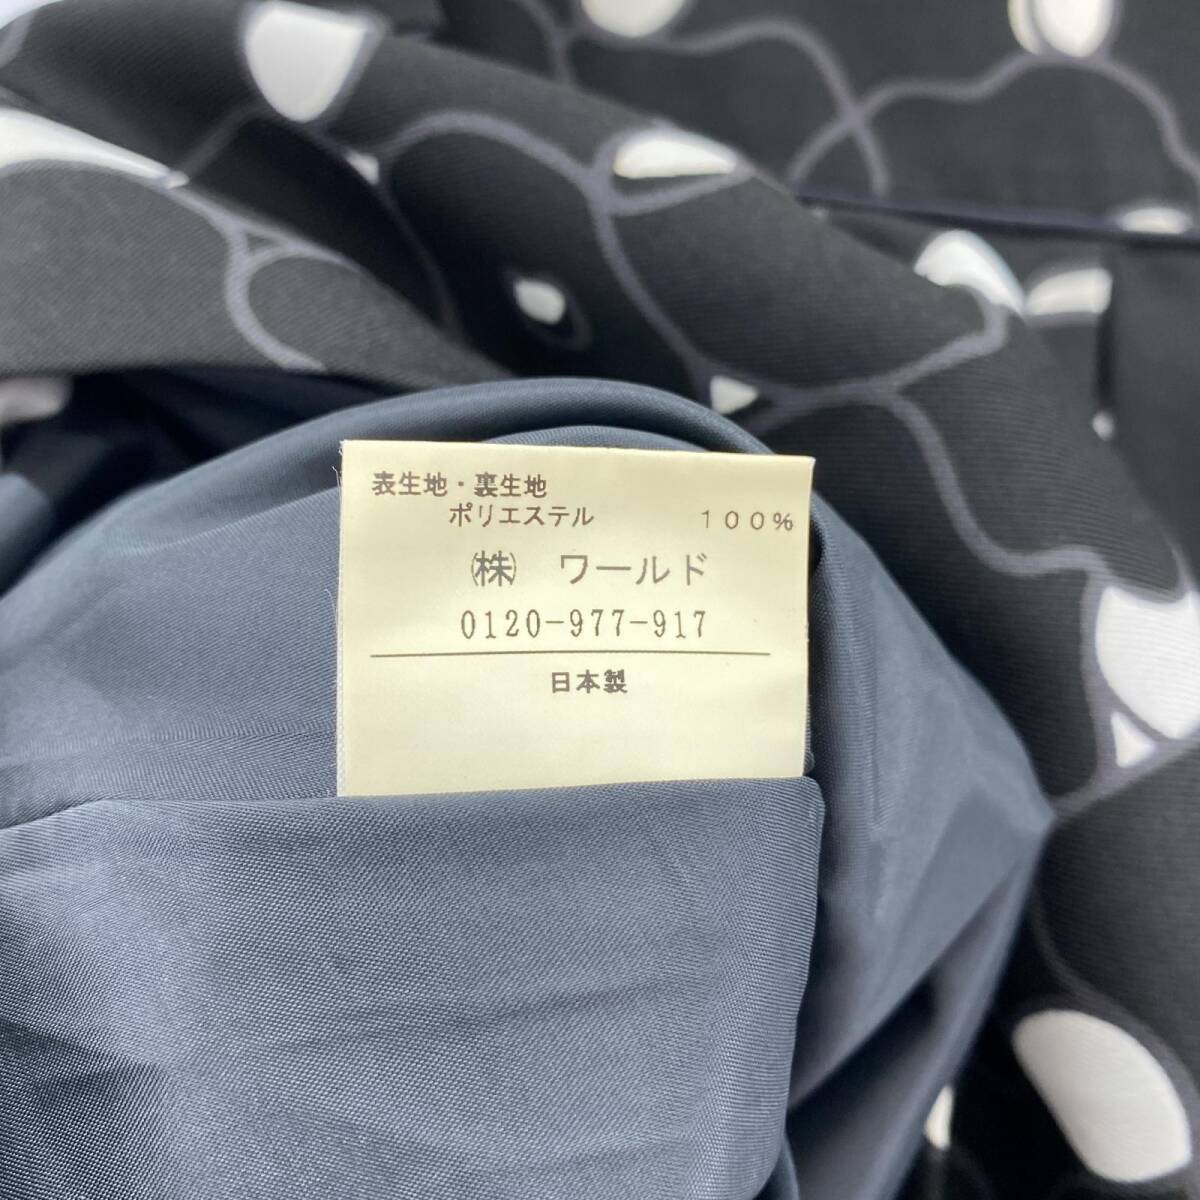 表生地・裏生地
ポリエステル １００％
㈱ ワールド
0120-977-917
日本製